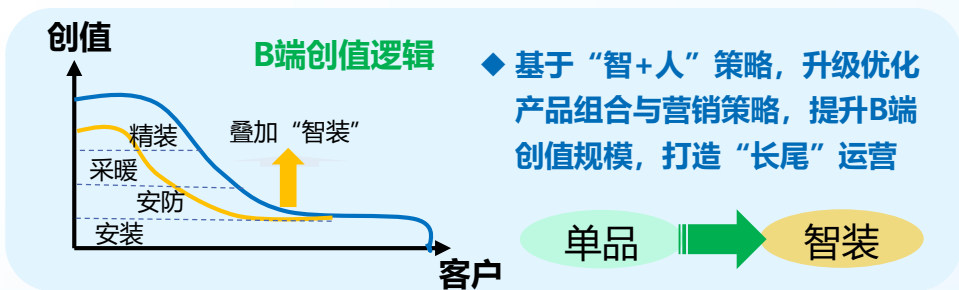 创值
B端创值逻辑
精装
叠加“智装”
采暖
安防
安装
客户
◆ 基于“智+人”策略，升级优化
产品组合与营销策略，提升B端
创值规模，打造“长尾”运营
单品
智装